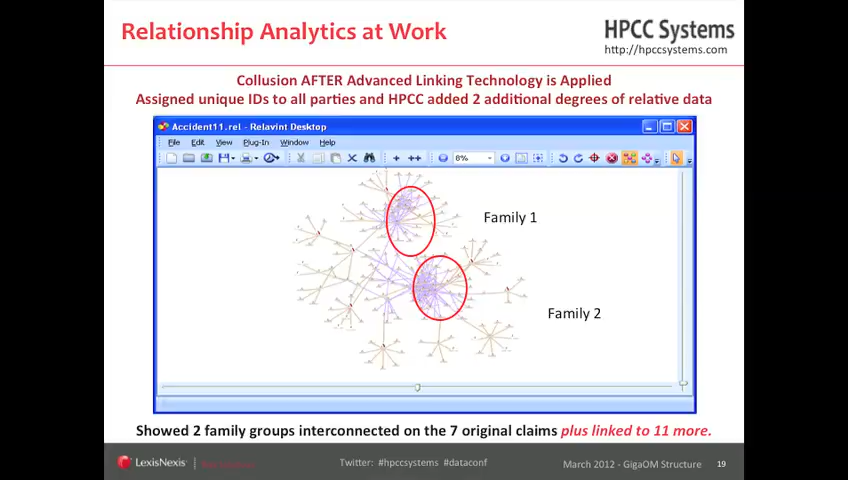 Relationship Analytics at Work
HPCC Systems
http://hpccsystems.com
Collusion AFTER Advanced Linking Technology is Applied
Assigned unique IDs to all parties and HPCC added 2 additional degrees of relative data
Accident11.rel - Relavint Desktop
File Edit View Plug-In Window Help
6%
Family 1
Family 2
Showed 2 family groups interconnected on the 7 original claims plus linked to 11 more.
LexisNexis
Twitter: #hpccsystems #dataconf
March 2012 - GigaOM Structure
19